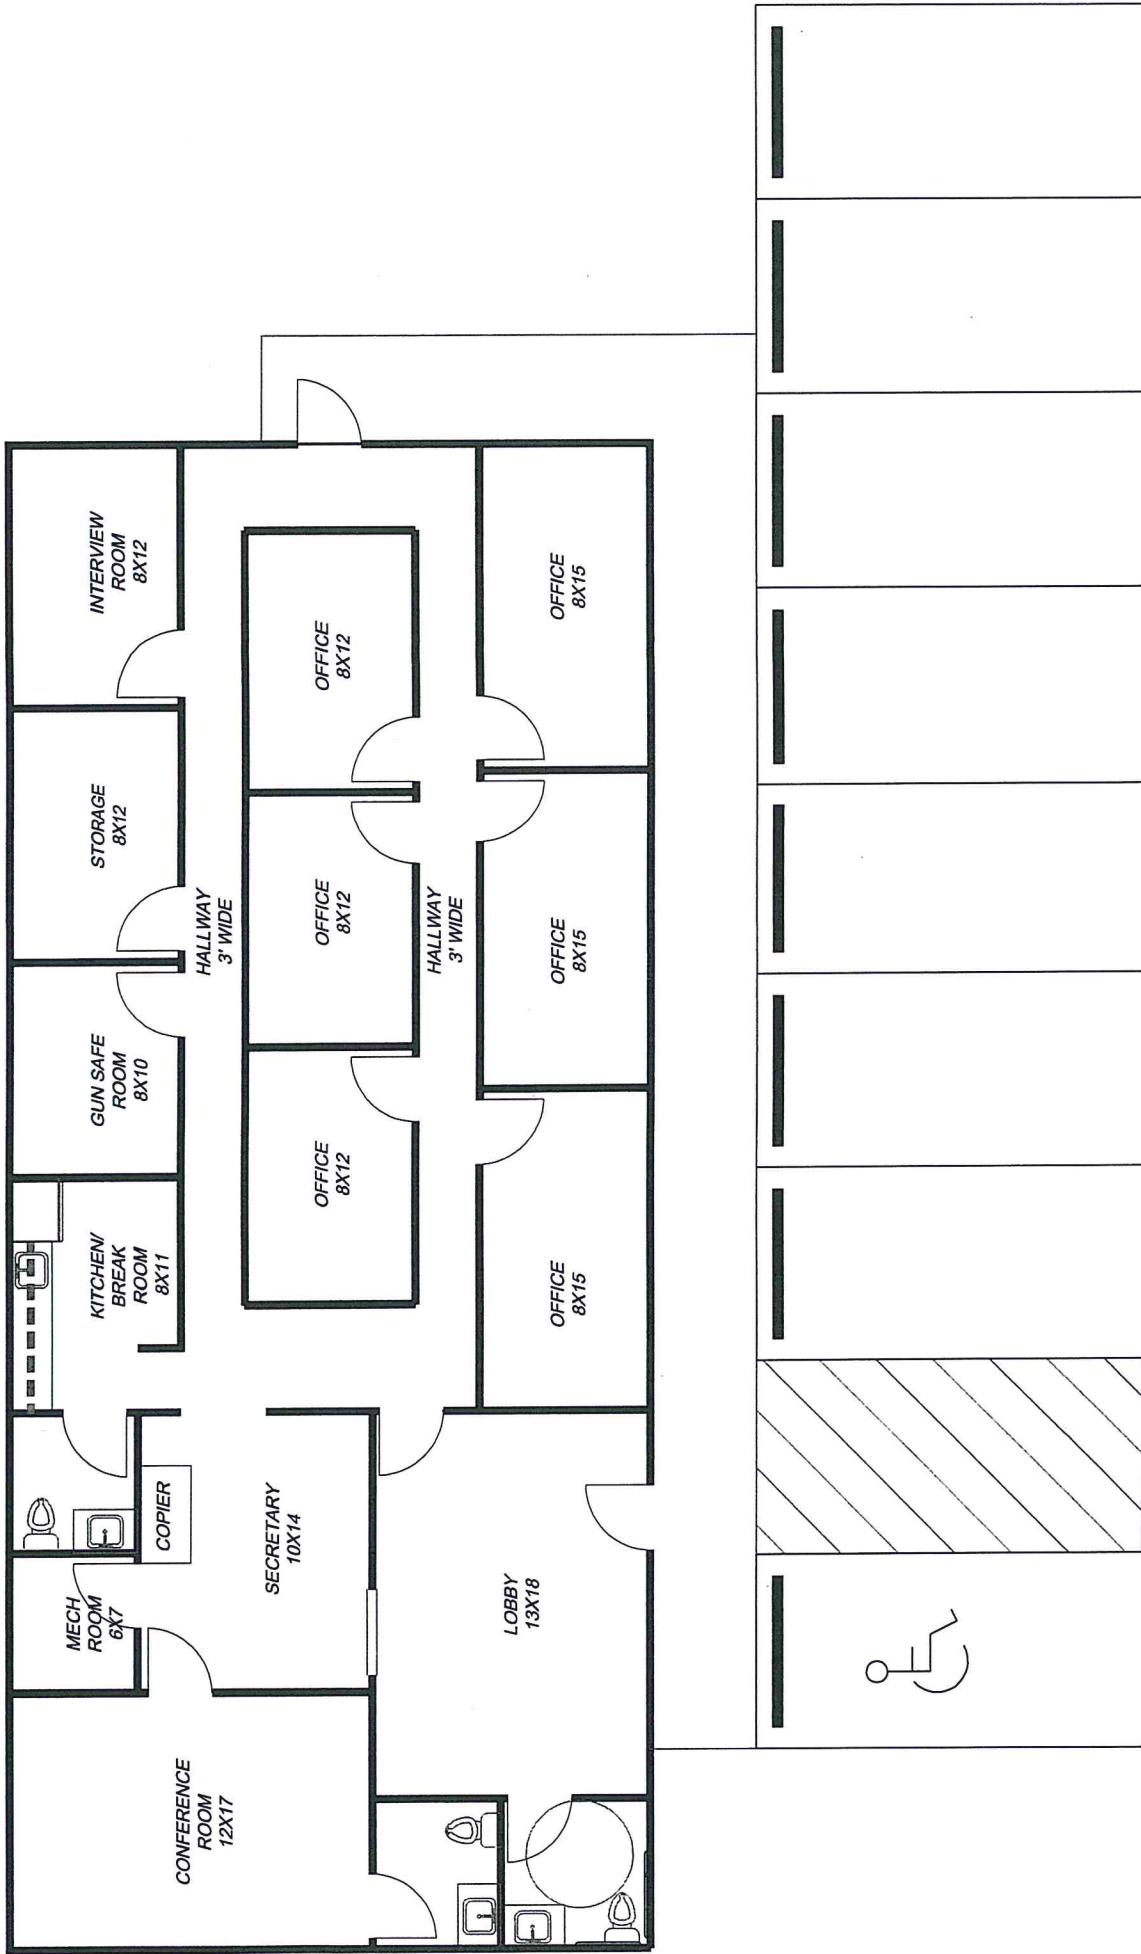 INTERVIEW
ROOM
8X12
STORAGE
8X12
GUN SAFE
ROOM
8X10
KITCHEN/
BREAK
ROOM
8X11
MECH
ROOM
6X7
CONFERENCE
ROOM
12X17
HALLWAY
3' WIDE
COPIER
SECRETARY
10X14
OFFICE
8X12
OFFICE
8X12
OFFICE
8X12
HALLWAY
3' WIDE
OFFICE
8X15
OFFICE
8X15
OFFICE
8X15
LOBBY
13X18